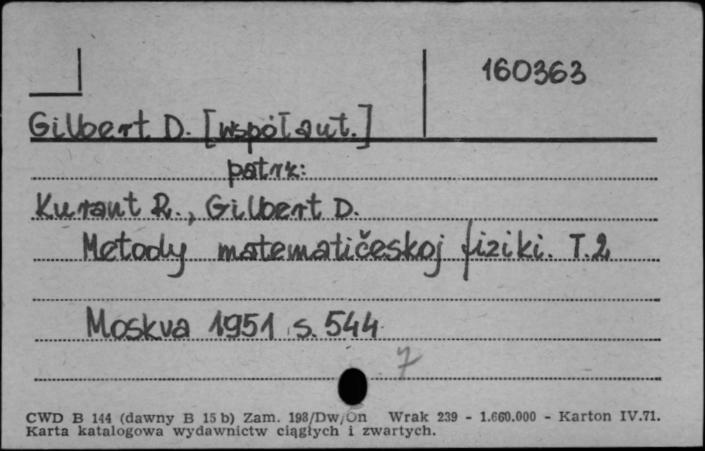 160363
Gilbert D. [współaut.]
patrz:
Kurant R., Gilbert D.
Metody matematičeskoj fiziki. T.2
Moskva 1951 s. 544
7
CWD B 144 (dawny B 15 b) Zam. 198/Dw/On Wrak 239 - 1.660.000 - Karton IV.71.
Karta katalogowa wydawnictw ciągłych i zwartych.